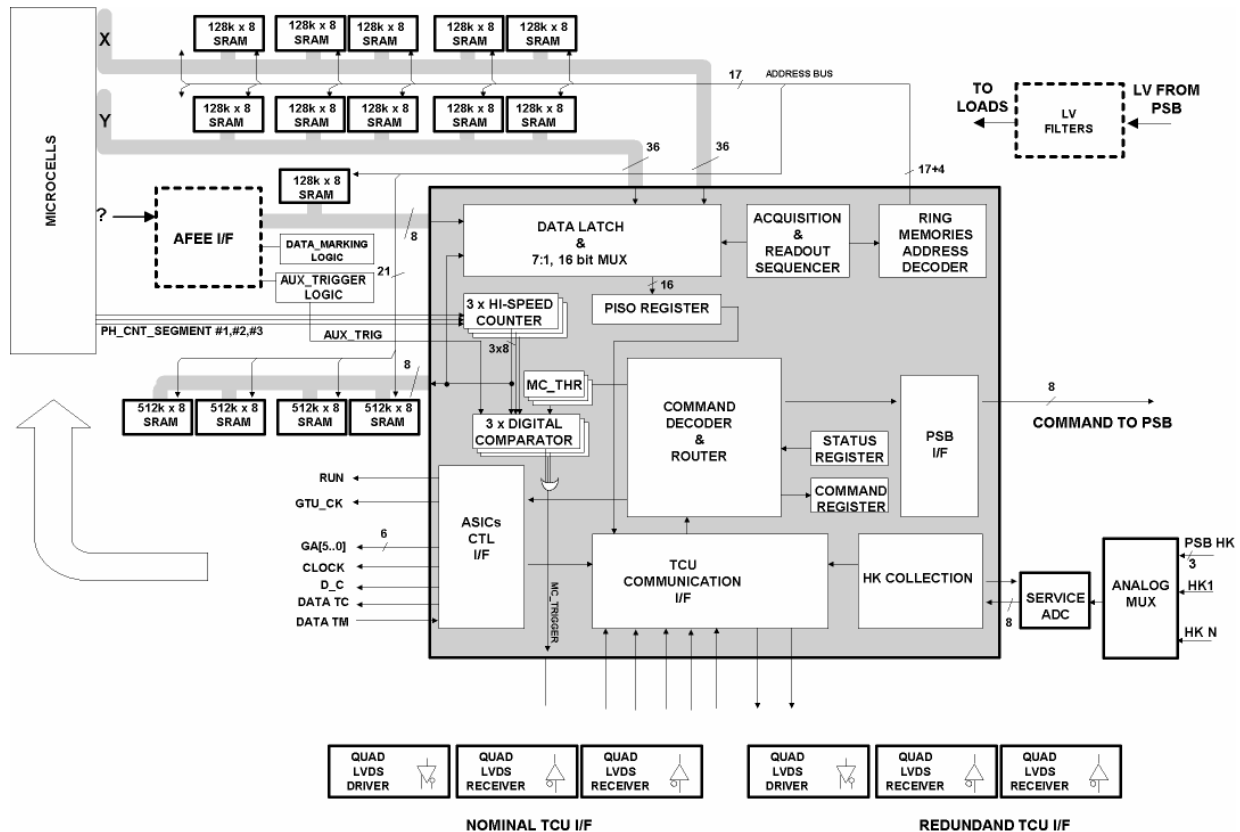 X
128k x 8
SRAM
128k x 8
SRAM
128k x 8
SRAM
128k x 8
SRAM
128k x 8
SRAM
17
ADDRESS BUS
Y
128k x 8
SRAM
128k x 8
SRAM
128k x 8
SRAM
128k x 8
SRAM
128k x 8
SRAM
TO
LOADS
LV
FILTERS
LV FROM
PSB
MICROCELLS
36
36
17+4
128k x 8
SRAM
?
AFEE I/F
8
DATA_MARKING
LOGIC
AUX_TRIGGER
LOGIC
21
DATA LATCH
&
7:1, 16 bit MUX
ACQUISITION
&
READOUT
SEQUENCER
RING
MEMORIES
ADDRESS
DECODER
16
PISO REGISTER
3 x HI-SPEED
COUNTER
PH_CNT_SEGMENT #1,#2,#3
AUX_TRIG
3x8
8
MC_THR
512k x 8
SRAM
512k x 8
SRAM
512k x 8
SRAM
512k x 8
SRAM
3 x DIGITAL
COMPARATOR
COMMAND
DECODER
&
ROUTER
STATUS
REGISTER
COMMAND
REGISTER
PSB
I/F
8
COMMAND TO PSB
RUN
GTU_CK
6
GA[5..0]
CLOCK
D_C
DATA TC
DATA TM
ASICs
CTL
I/F
MC_TRIGGER
TCU
COMMUNICATION
I/F
HK COLLECTION
8
SERVICE
ADC
ANALOG
MUX
PSB HK
3
HK1
HK N
QUAD
LVDS
DRIVER
QUAD
LVDS
RECEIVER
QUAD
LVDS
RECEIVER
QUAD
LVDS
DRIVER
QUAD
LVDS
RECEIVER
QUAD
LVDS
RECEIVER
NOMINAL TCU I/F
REDUNDAND TCU I/F